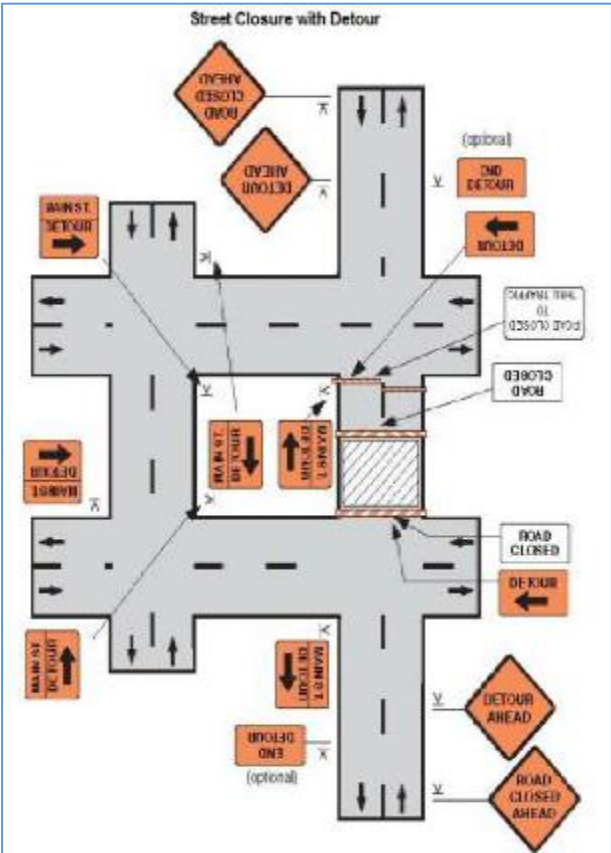 Street Closure with Detour
ROAD
CLOSED
AHEAD
DETOUR
AHEAD
(optional)
END
DETOUR
MAIN ST.
DETOUR
DETOUR
ROAD CLOSED
TO
THRU TRAFFIC
ROAD
CLOSED
MAIN ST.
DETOUR
MAIN ST
DETOUR
MAIN ST
DETOUR
ROAD
CLOSED
DETOUR
MAIN ST
DETOUR
MAIN ST
DETOUR
DETOUR
AHEAD
END
DETOUR
(optional)
ROAD
CLOSED
AHEAD